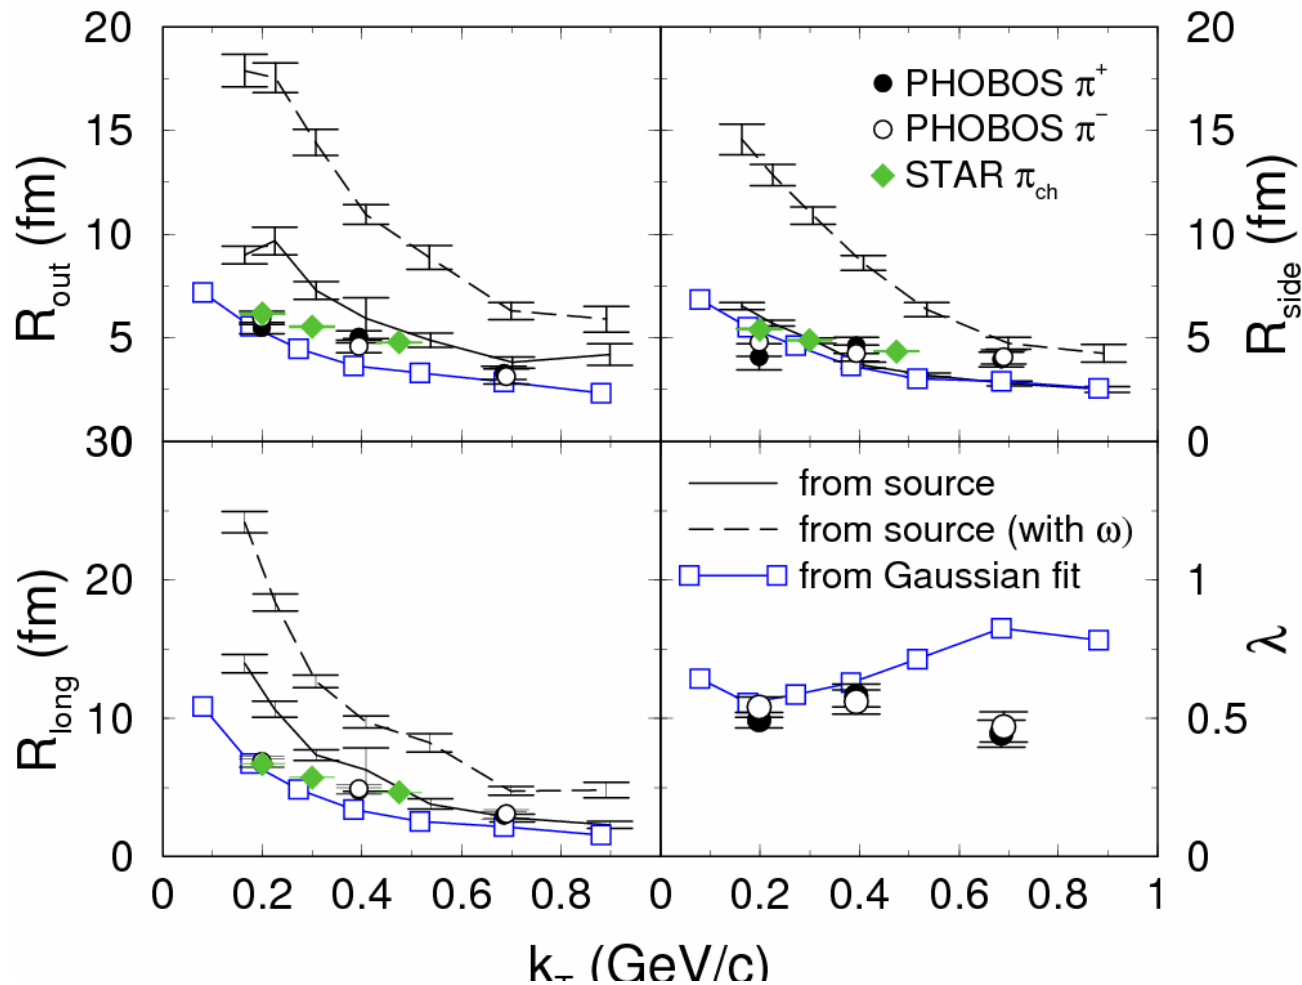 20
15
10
5
30
R_out (fm)
PHOBOS π⁺
PHOBOS π⁻
STAR π_ch
20
15
10
5
0
R_side (fm)
20
10
0
R_long (fm)
from source
from source (with ω)
from Gaussian fit
1
0.5
0
λ
0 0.2 0.4 0.6 0.8 0 0.2 0.4 0.6 0.8 1
k_T (GeV/c)